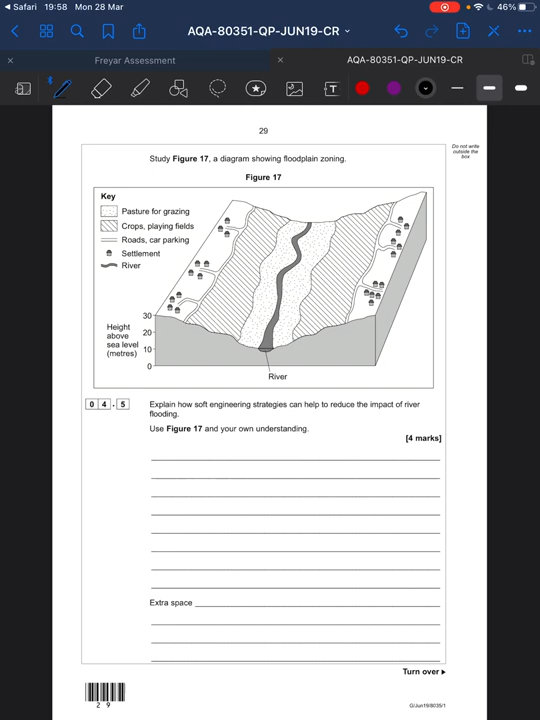 Safari 19:58 Mon 28 Mar 46%
AQA-80351-QP-JUN19-CR
Freyar Assessment
AQA-80351-QP-JUN19-CR
T
29
Do not write
outside the
box
Study Figure 17, a diagram showing floodplain zoning.
Figure 17
Key
Pasture for grazing
Crops, playing fields
Roads, car parking
Settlement
River
Height
above
sea level
(metres)
30
20
10
0
River
0 4 . 5 Explain how soft engineering strategies can help to reduce the impact of river
flooding.
Use Figure 17 and your own understanding.
[4 marks]
Extra space
Turn over
2 9
G/Jun19/8035/1